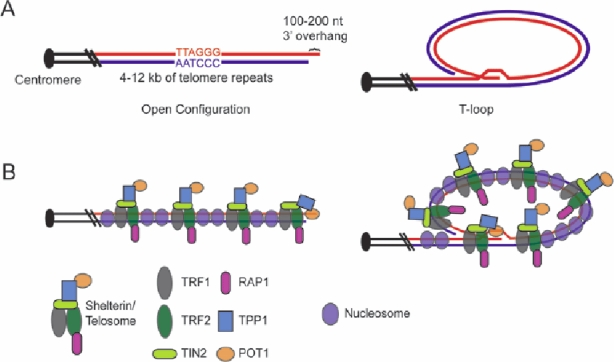 A
100-200 nt
3' overhang
TTAGGG
AATCCC
Centromere
4-12 kb of telomere repeats
Open Configuration
T-loop
B
Shelterin/
Telosome
TRF1
RAP1
TRF2
TPP1
TIN2
POT1
Nucleosome